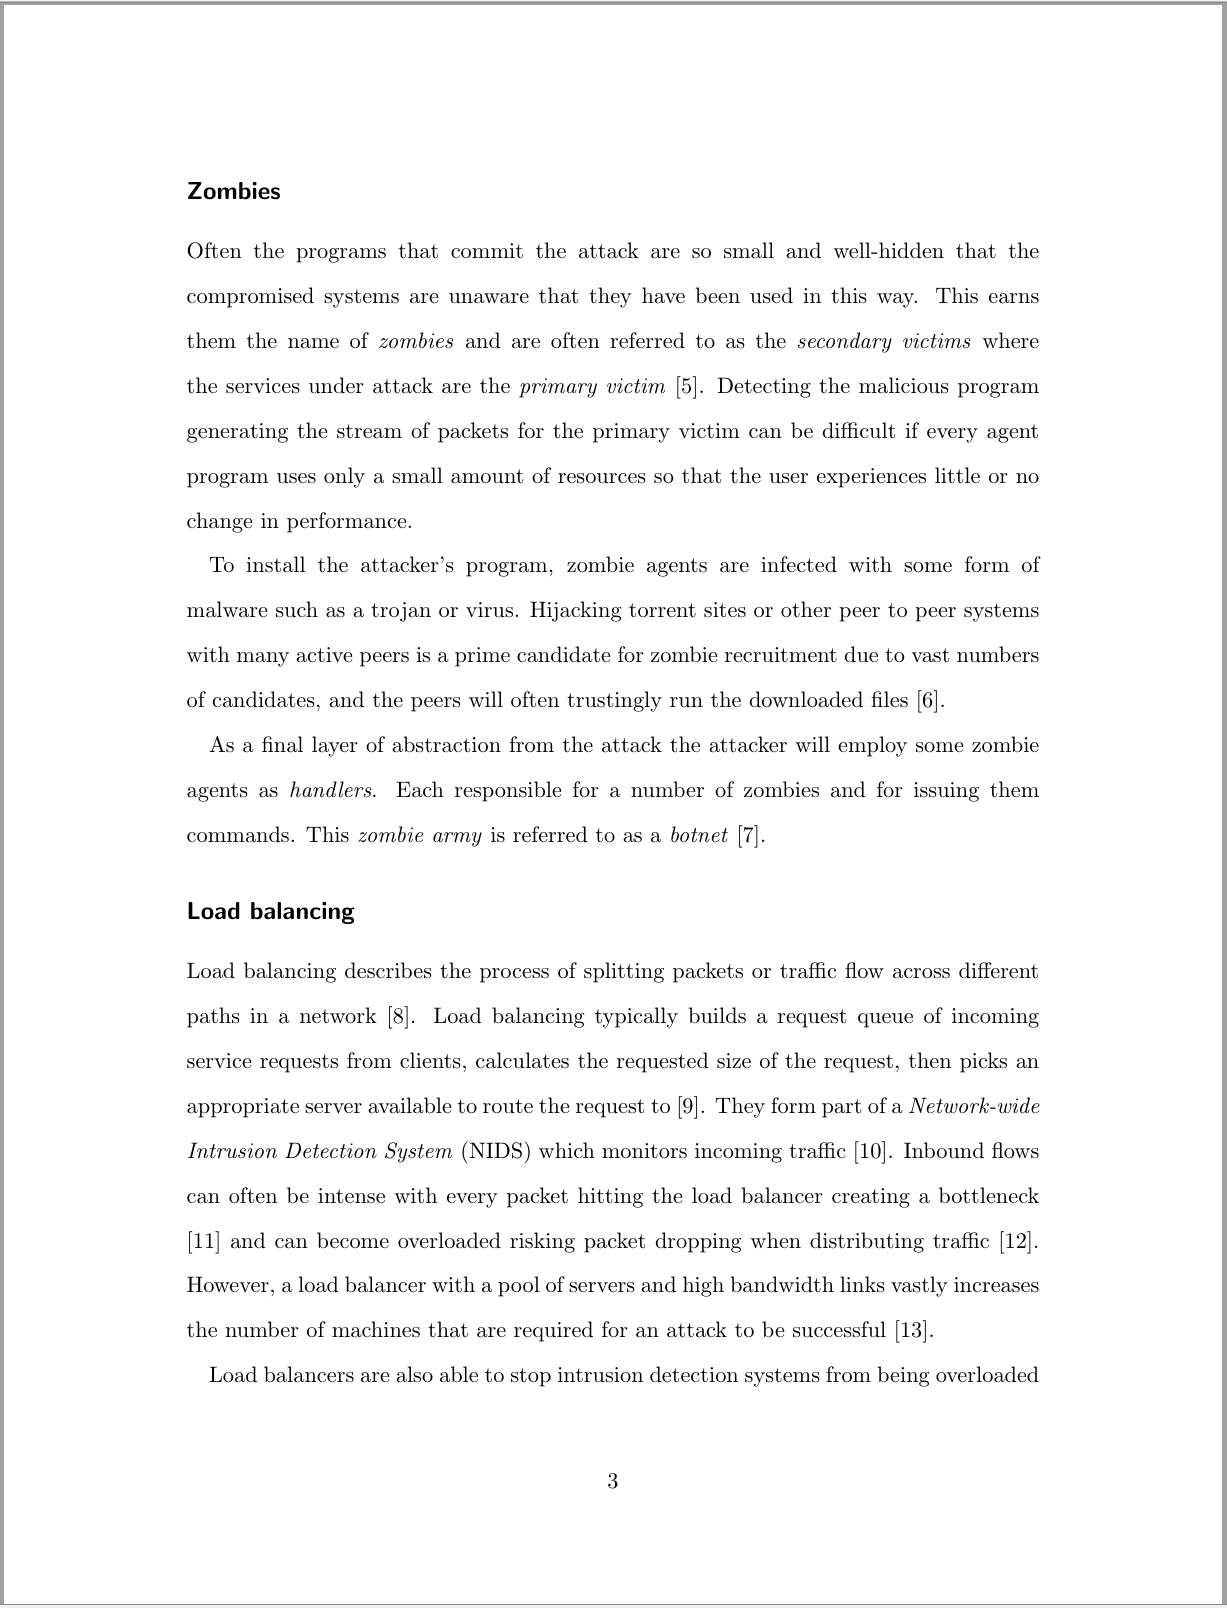 Zombies
Often the programs that commit the attack are so small and well-hidden that the
compromised systems are unaware that they have been used in this way. This earns
them the name of zombies and are often referred to as the secondary victims where
the services under attack are the primary victim [5]. Detecting the malicious program
generating the stream of packets for the primary victim can be difficult if every agent
program uses only a small amount of resources so that the user experiences little or no
change in performance.
To install the attacker's program, zombie agents are infected with some form of
malware such as a trojan or virus. Hijacking torrent sites or other peer to peer systems
with many active peers is a prime candidate for zombie recruitment due to vast numbers
of candidates, and the peers will often trustingly run the downloaded files [6].
As a final layer of abstraction from the attack the attacker will employ some zombie
agents as handlers. Each responsible for a number of zombies and for issuing them
commands. This zombie army is referred to as a botnet [7].
Load balancing
Load balancing describes the process of splitting packets or traffic flow across different
paths in a network [8]. Load balancing typically builds a request queue of incoming
service requests from clients, calculates the requested size of the request, then picks an
appropriate server available to route the request to [9]. They form part of a Network-wide
Intrusion Detection System (NIDS) which monitors incoming traffic [10]. Inbound flows
can often be intense with every packet hitting the load balancer creating a bottleneck
[11] and can become overloaded risking packet dropping when distributing traffic [12].
However, a load balancer with a pool of servers and high bandwidth links vastly increases
the number of machines that are required for an attack to be successful [13].
Load balancers are also able to stop intrusion detection systems from being overloaded
3